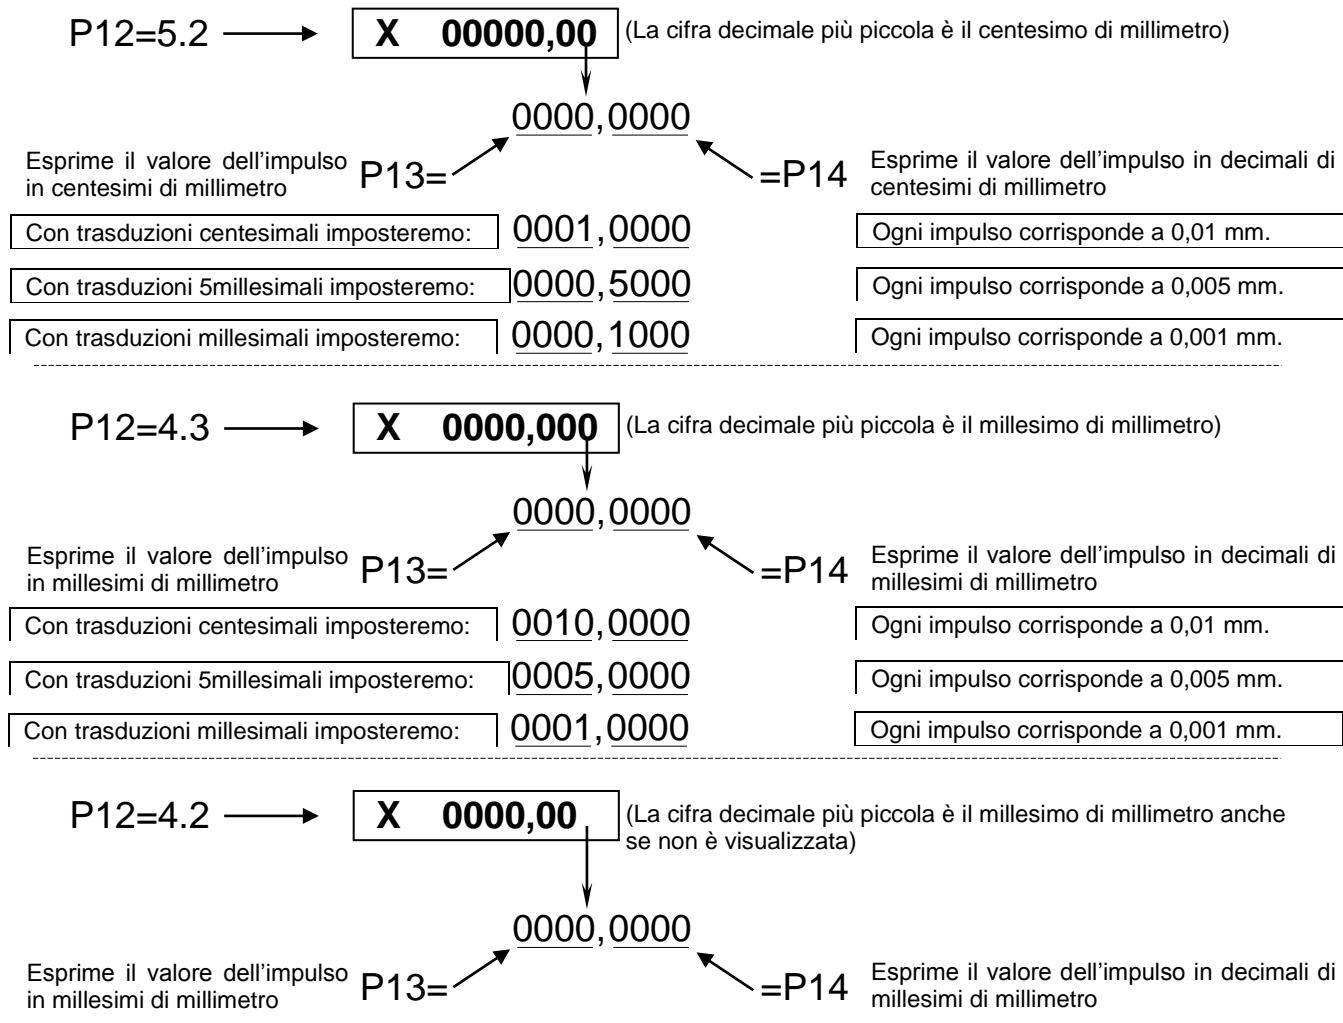 P12=5.2 X 00000,00 (La cifra decimale più piccola è il centesimo di millimetro)
0000,0000
Esprime il valore dell'impulso
in centesimi di millimetro
P13=
=P14
Esprime il valore dell'impulso in decimali di
centesimi di millimetro
Con trasduzioni centesimali imposteremo: 0001,0000 Ogni impulso corrisponde a 0,01 mm.
Con trasduzioni 5millesimali imposteremo: 0000,5000 Ogni impulso corrisponde a 0,005 mm.
Con trasduzioni millesimali imposteremo: 0000,1000 Ogni impulso corrisponde a 0,001 mm.
P12=4.3 X 0000,000 (La cifra decimale più piccola è il millesimo di millimetro)
0000,0000
Esprime il valore dell'impulso
in millesimi di millimetro
P13=
=P14
Esprime il valore dell'impulso in decimali di
millesimi di millimetro
Con trasduzioni centesimali imposteremo: 0010,0000 Ogni impulso corrisponde a 0,01 mm.
Con trasduzioni 5millesimali imposteremo: 0005,0000 Ogni impulso corrisponde a 0,005 mm.
Con trasduzioni millesimali imposteremo: 0001,0000 Ogni impulso corrisponde a 0,001 mm.
P12=4.2 X 0000,00 (La cifra decimale più piccola è il millesimo di millimetro anche
se non è visualizzata)
0000,0000
Esprime il valore dell'impulso
in millesimi di millimetro
P13=
=P14
Esprime il valore dell'impulso in decimali di
millesimi di millimetro